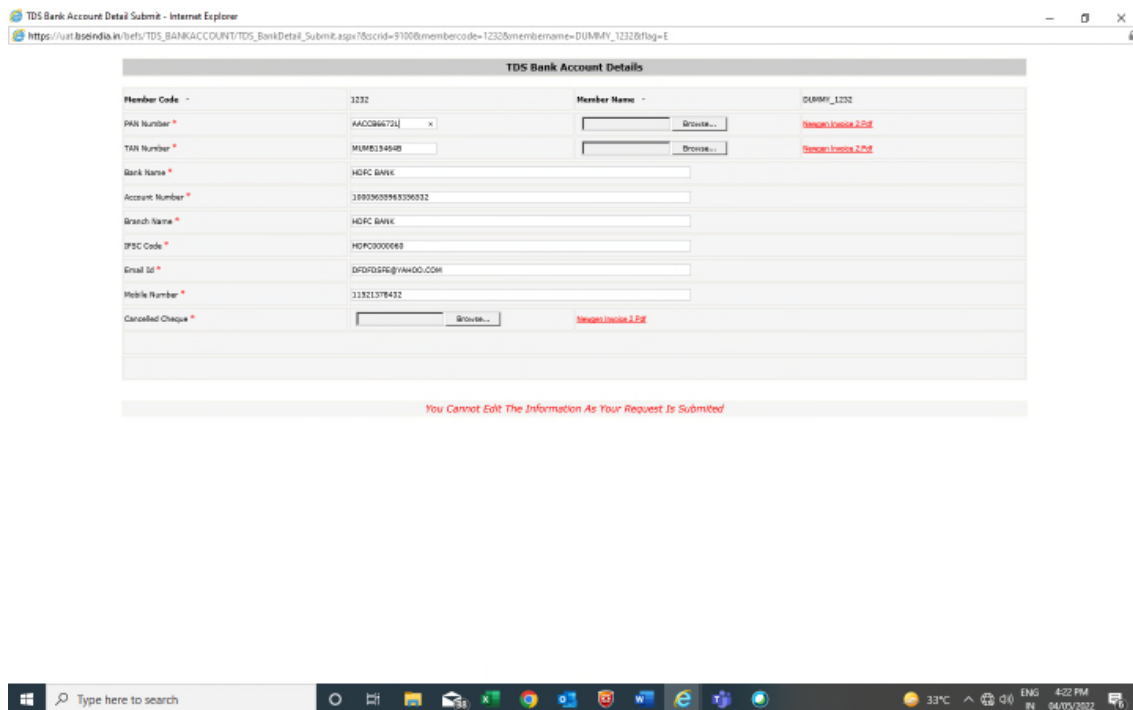 TDS Bank Account Detail Submit - Internet Explorer
https://uat.bseindia.in/befs/TDS_BANKACCOUNT/TDS_BankDetail_Submit.aspx?&scrid=9100&membercode=1232&membername=DUMMY_1232&flag=E
TDS Bank Account Details
Member Code - 1232 Member Name - DUMMY_1232
PAN Number * × Browse... Newgen Invoice 2.Pdf
TAN Number * Browse... Newgen Invoice 2.Pdf
Bank Name * HDFC BANK
Account Number *
Branch Name * HDFC BANK
IFSC Code * HDFC0000060
Email Id * DFDFDSFE@YAHOO.COM
Mobile Number * 11921378432
Cancelled Cheque * Browse... Newgen Invoice 2.Pdf
You Cannot Edit The Information As Your Request Is Submited
Type here to search
33°C ENG 4:22 PM
IN 04/05/2022